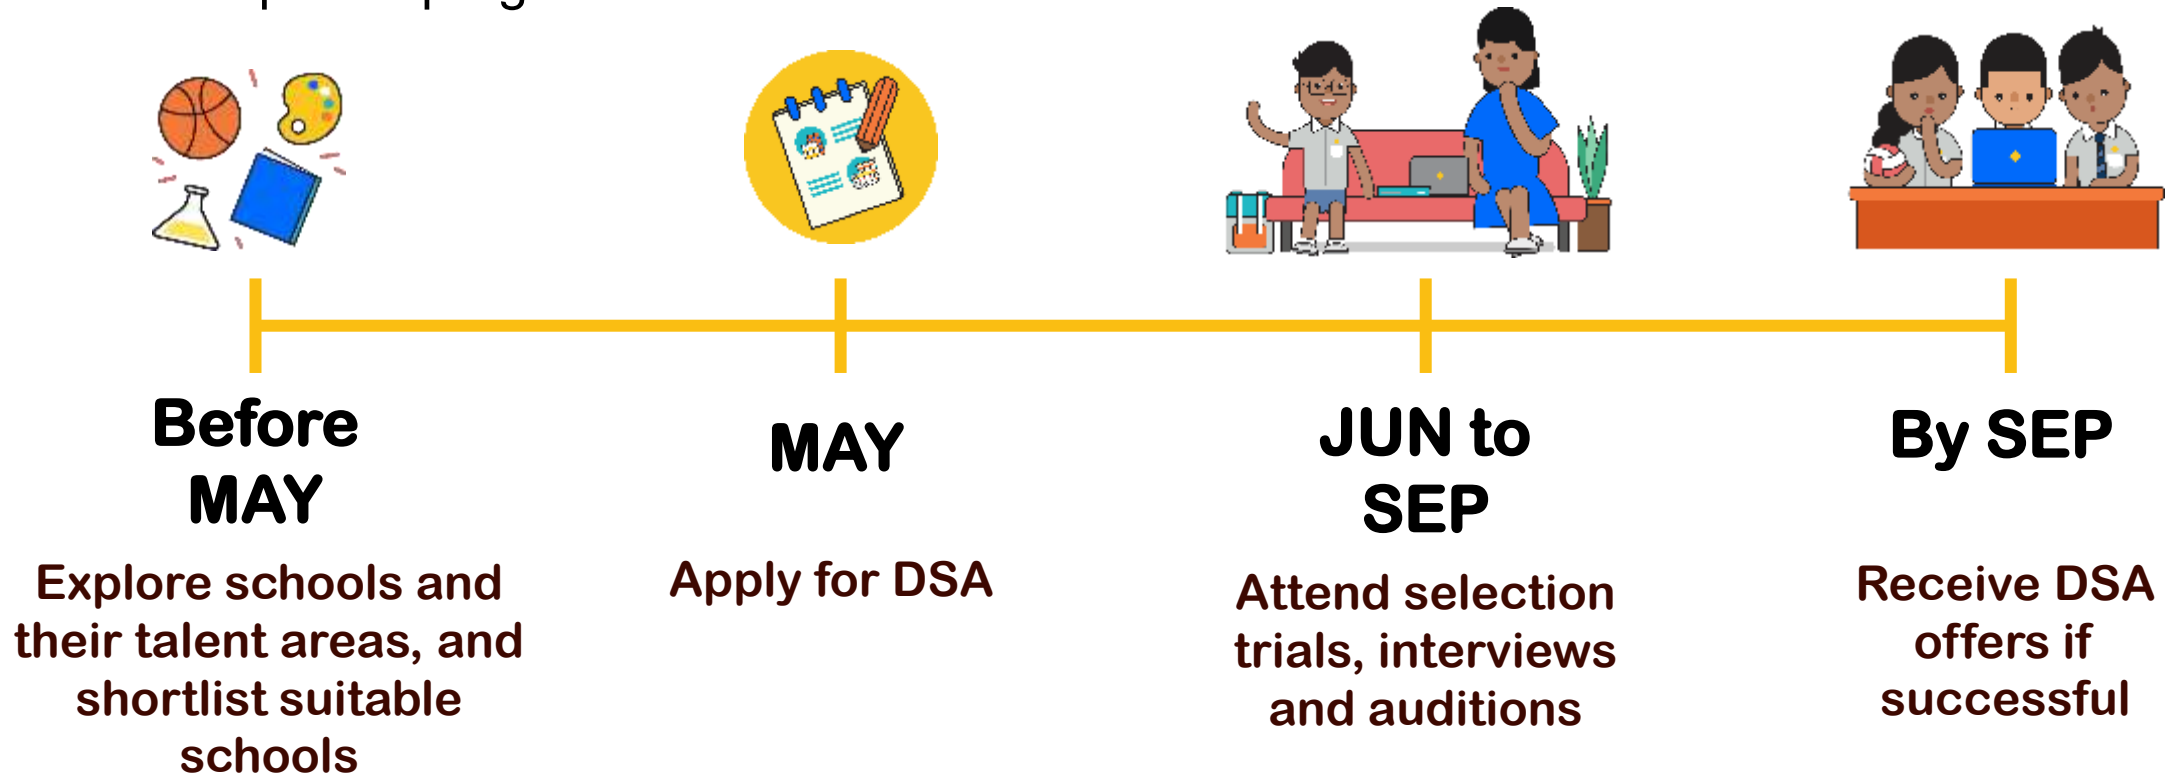 Before
MAY
Explore schools and
their talent areas, and
shortlist suitable
schools
MAY
Apply for DSA
JUN to
SEP
Attend selection
trials, interviews
and auditions
By SEP
Receive DSA
offers if
successful